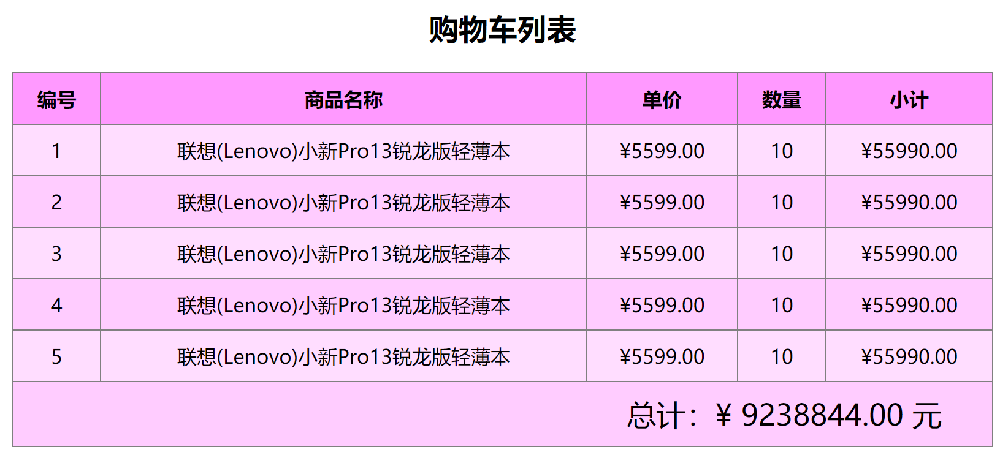 购物车列表
编号 商品名称 单价 数量 小计
1 联想(Lenovo)小新Pro13锐龙版轻薄本 ¥5599.00 10 ¥55990.00
2 联想(Lenovo)小新Pro13锐龙版轻薄本 ¥5599.00 10 ¥55990.00
3 联想(Lenovo)小新Pro13锐龙版轻薄本 ¥5599.00 10 ¥55990.00
4 联想(Lenovo)小新Pro13锐龙版轻薄本 ¥5599.00 10 ¥55990.00
5 联想(Lenovo)小新Pro13锐龙版轻薄本 ¥5599.00 10 ¥55990.00
总计：¥ 9238844.00 元